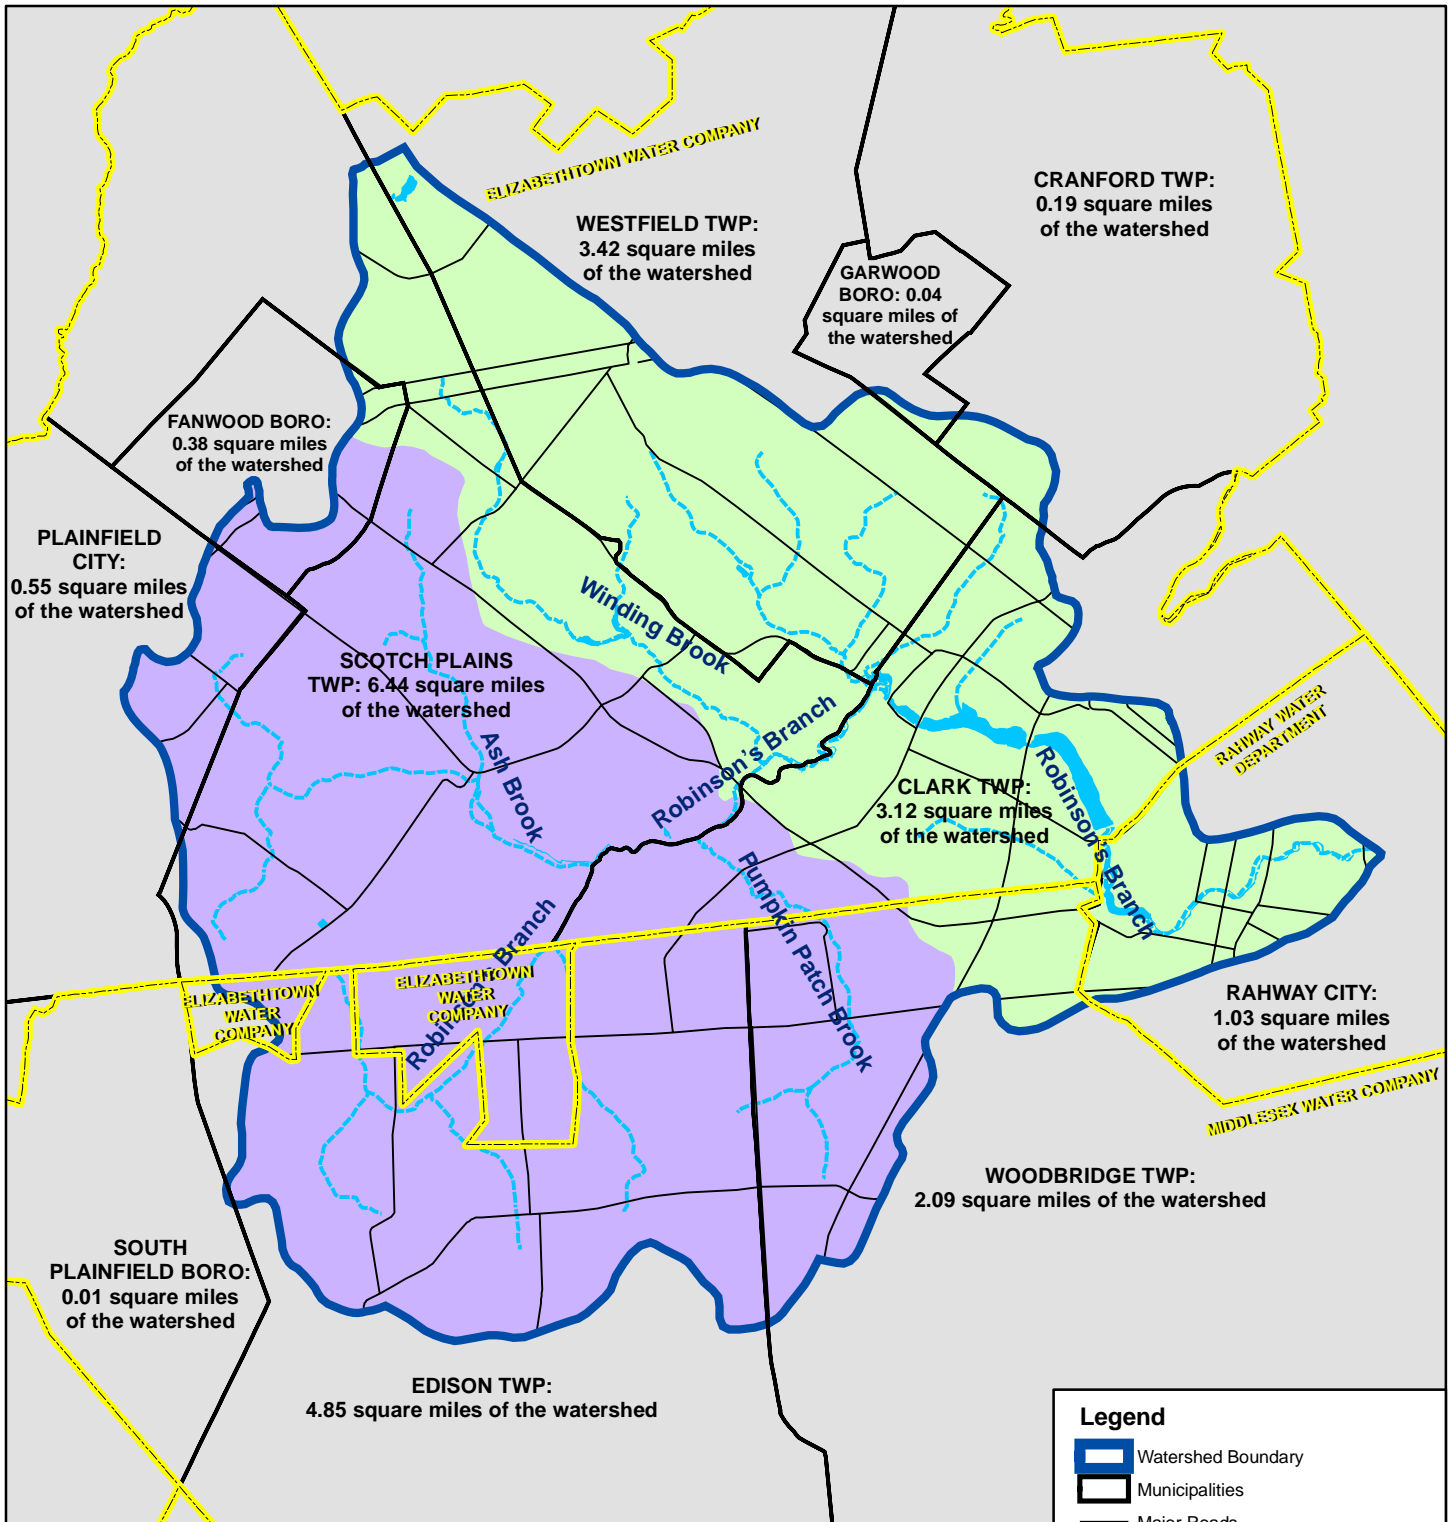 ELIZABETHTOWN WATER COMPANY
CRANFORD TWP:
0.19 square miles
of the watershed
WESTFIELD TWP:
3.42 square miles
of the watershed
GARWOOD
BORO: 0.04
square miles of
the watershed
FANWOOD BORO:
0.38 square miles
of the watershed
PLAINFIELD
CITY:
0.55 square miles
of the watershed
Winding Brook
SCOTCH PLAINS
TWP: 6.44 square miles
of the watershed
Ash Brook
Robinson's Branch
RAHWAY WATER
DEPARTMENT
CLARK TWP:
3.12 square miles
of the watershed
Robinson's Branch
Pumpkin Patch Brook
Robinson's Branch
ELIZABETHTOWN
WATER
COMPANY
ELIZABETHTOWN
WATER
COMPANY
RAHWAY CITY:
1.03 square miles
of the watershed
MIDDLESEX WATER COMPANY
WOODBRIDGE TWP:
2.09 square miles of the watershed
SOUTH
PLAINFIELD BORO:
0.01 square miles
of the watershed
EDISON TWP:
4.85 square miles of the watershed
Legend
Watershed Boundary
Municipalities
Major Roads